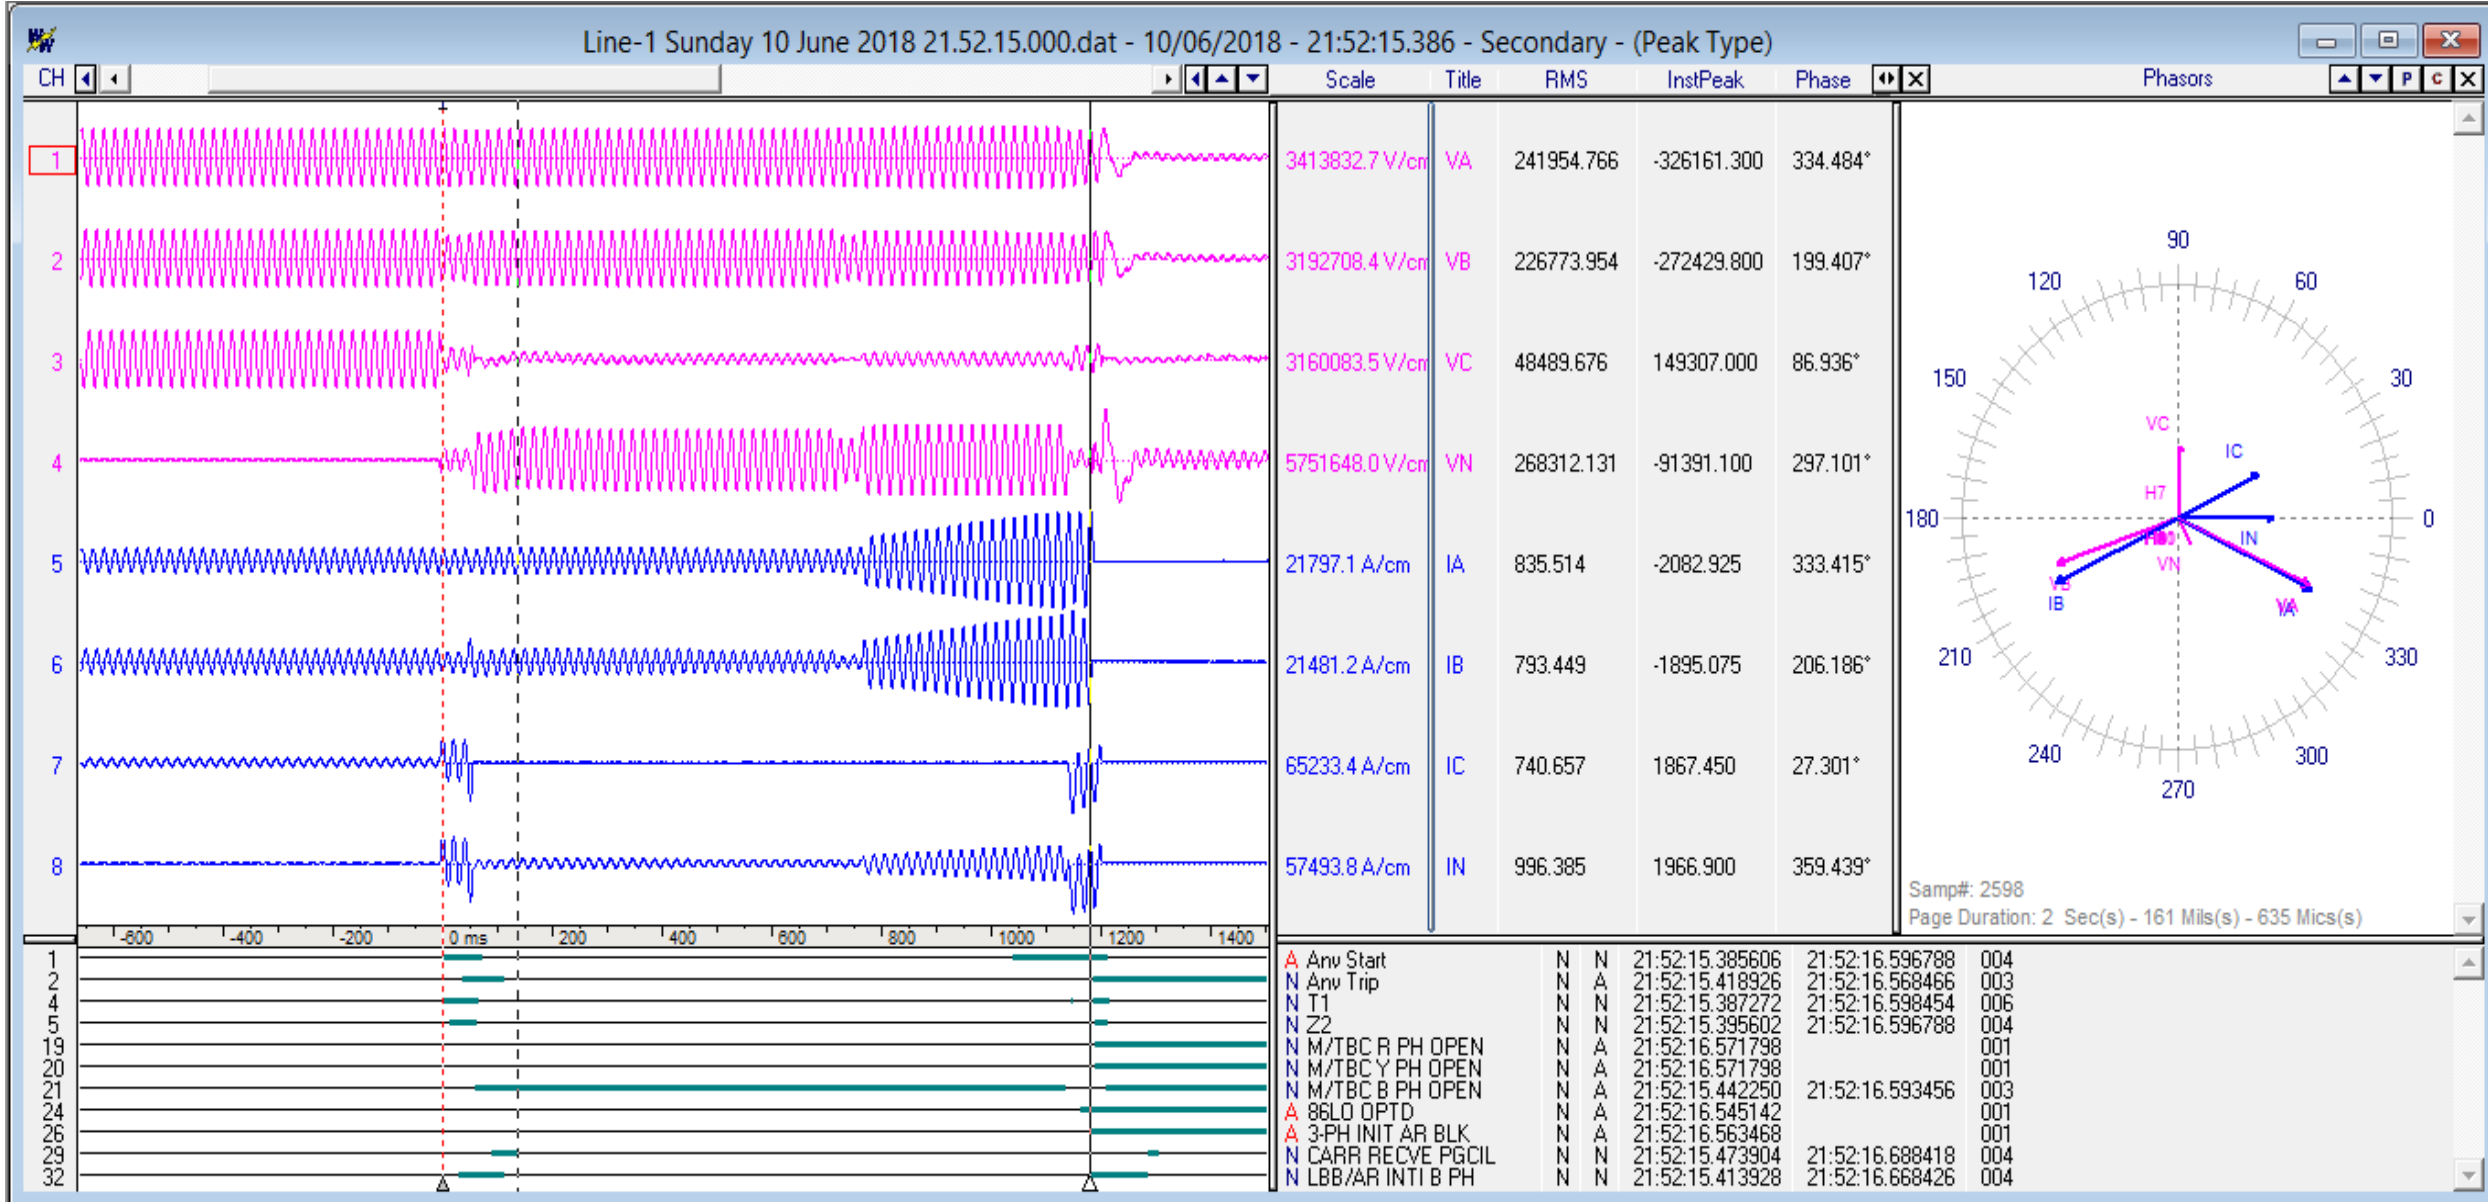 Line-1 Sunday 10 June 2018 21.52.15.000.dat - 10/06/2018 - 21:52:15.386 - Secondary - (Peak Type)
CH Scale Title RMS InstPeak Phase Phasors P C X
1 3413832.7 V/cm VA 241954.766 -326161.300 334.484°
2 3192708.4 V/cm VB 226773.954 -272429.800 199.407°
3 3160083.5 V/cm VC 48489.676 149307.000 86.936°
4 5751648.0 V/cm VN 268312.131 -91391.100 297.101°
5 21797.1 A/cm IA 835.514 -2082.925 333.415°
6 21481.2 A/cm IB 793.449 -1895.075 206.186°
7 65233.4 A/cm IC 740.657 1867.450 27.301°
8 57493.8 A/cm IN 996.385 1966.900 359.439°
90
120 60
150 30
VC
IC
H7
180 0
IN
VN
VB
IB
VA
210 330
240 300
270
Samp#: 2598
Page Duration: 2 Sec(s) - 161 Mils(s) - 635 Mics(s)
-600 -400 -200 0 ms 200 400 600 800 1000 1200 1400
1 A Any Start N N 21:52:15.385606 21:52:16.596788 004
2 N Any Trip N A 21:52:15.418926 21:52:16.568466 003
4 N T1 N N 21:52:15.387272 21:52:16.598454 006
5 N Z2 N N 21:52:15.395602 21:52:16.596788 004
19 N M/TBC R PH OPEN N A 21:52:16.571798 001
20 N M/TBC Y PH OPEN N A 21:52:16.571798 001
21 N M/TBC B PH OPEN N A 21:52:15.442250 21:52:16.593456 003
24 A 86LO OPTD N A 21:52:16.545142 001
26 A 3-PH INIT AR BLK N A 21:52:16.563468 001
29 N CARR RECVE PGCIL N N 21:52:15.473904 21:52:16.688418 004
32 N LBB/AR INTI B PH N N 21:52:15.413928 21:52:16.668426 004